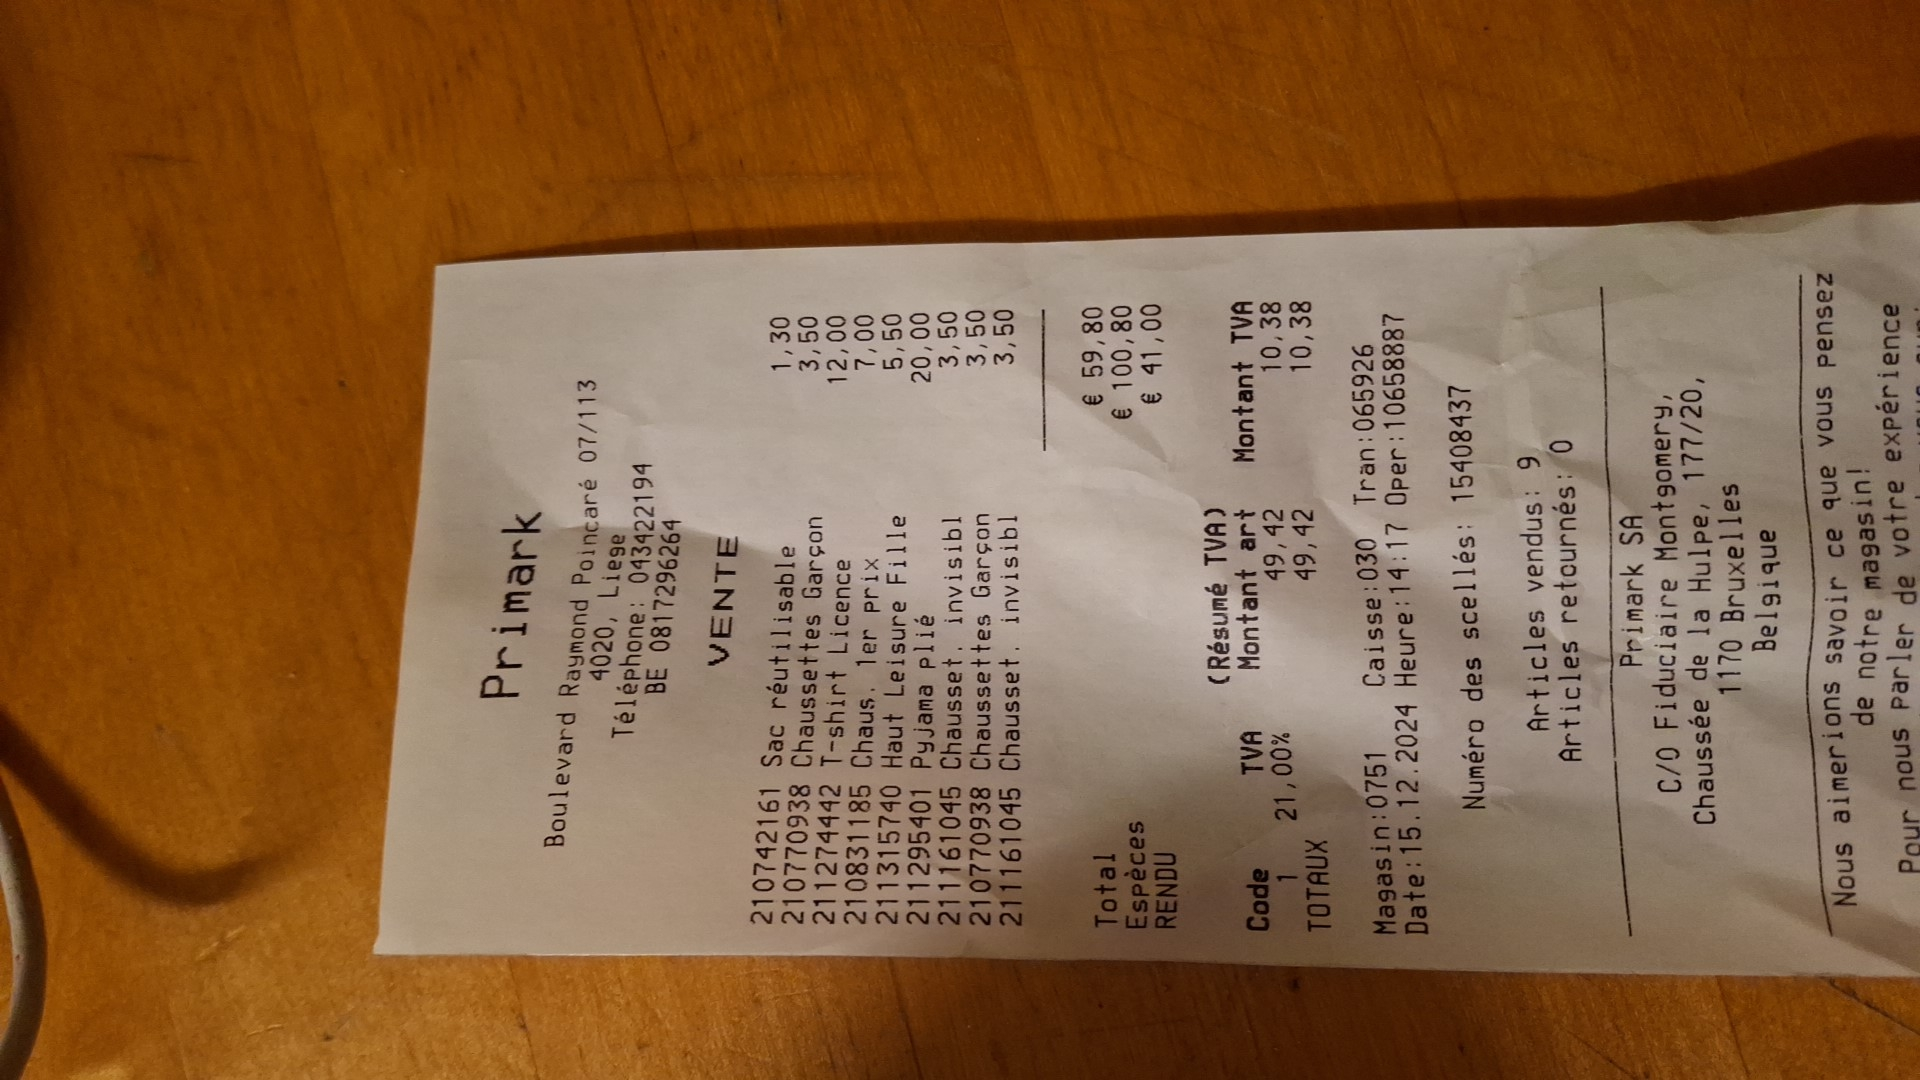 Primark
Boulevard Raymond Poincaré 07/113
4020, Liege
Téléphone: 043422194
BE 0817296264
VENTE
210742161 Sac réutilisable 1,30
210770938 Chaussettes Garçon 3,50
211274442 T-shirt Licence 12,00
210831185 Chaus. 1er prix 7,00
211315740 Haut Leisure Fille 5,50
211295401 Pyjama plié 20,00
211161045 Chausset. invisibl 3,50
210770938 Chaussettes Garçon 3,50
211161045 Chausset. invisibl 3,50
Total € 59,80
Espèces € 100,80
RENDU € 41,00
(Résumé TVA)
Code TVA Montant art Montant TVA
1 21,00% 49,42 10,38
TOTAUX 49,42 10,38
Magasin:0751 Caisse:030 Tran:065926
Date:15.12.2024 Heure:14:17 Oper:10658887
Numéro des scellés: 15408437
Articles vendus: 9
Articles retournés: 0
Primark SA
C/O Fiduciaire Montgomery,
Chaussée de la Hulpe, 177/20,
1170 Bruxelles
Belgique
Nous aimerions savoir ce que vous pensez
de notre magasin!
Pour nous parler de votre expérience